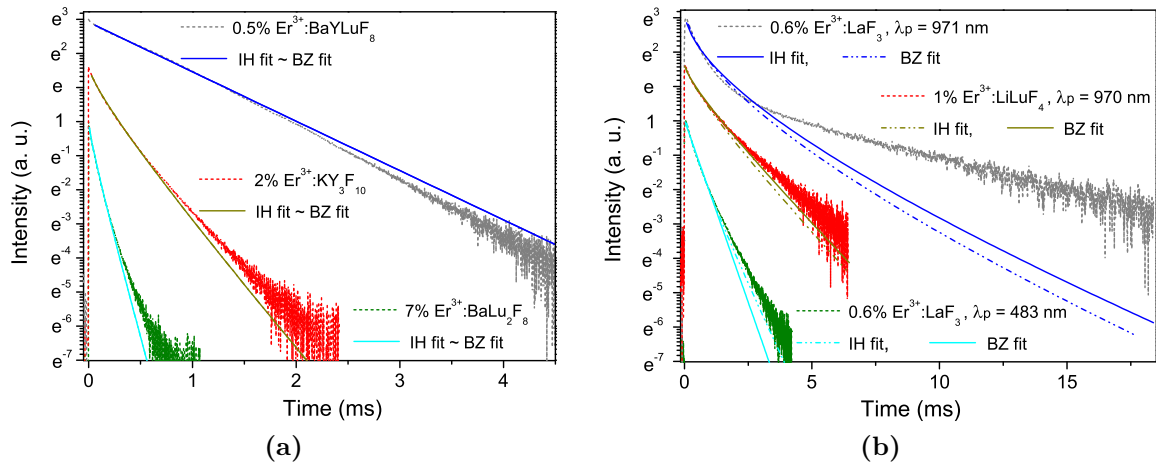 Intensity (a. u.)
e³
e³
e
1
e⁻¹
e⁻²
e⁻³
e⁻⁴
e⁻⁵
e⁻⁶
e⁻⁷
0.5% Er³⁺:BaYLuF₈
IH fit ~ BZ fit
2% Er³⁺:KY₃F₁₀
IH fit ~ BZ fit
7% Er³⁺:BaLu₂F₈
IH fit ~ BZ fit
0 1 2 3 4
Time (ms)
(a)
Intensity (a. u.)
e³
e²
e
1
e⁻¹
e⁻²
e⁻³
e⁻⁴
e⁻⁵
e⁻⁶
e⁻⁷
0.6% Er³⁺:LaF₃, λₚ = 971 nm
IH fit, BZ fit
1% Er³⁺:LiLuF₄, λₚ = 970 nm
IH fit, BZ fit
0.6% Er³⁺:LaF₃, λₚ = 483 nm
IH fit, BZ fit
0 5 10 15
Time (ms)
(b)